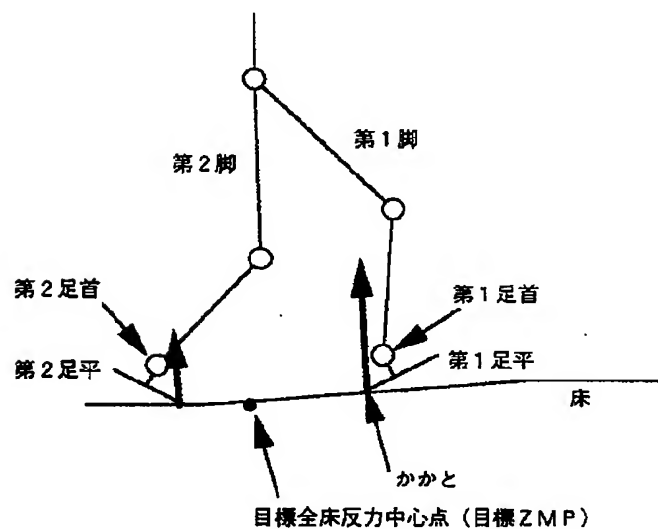 第1脚
第2脚
第2足首
第1足首
第2足平
第1足平
床
かかと
目標全床反力中心点（目標ZMP）